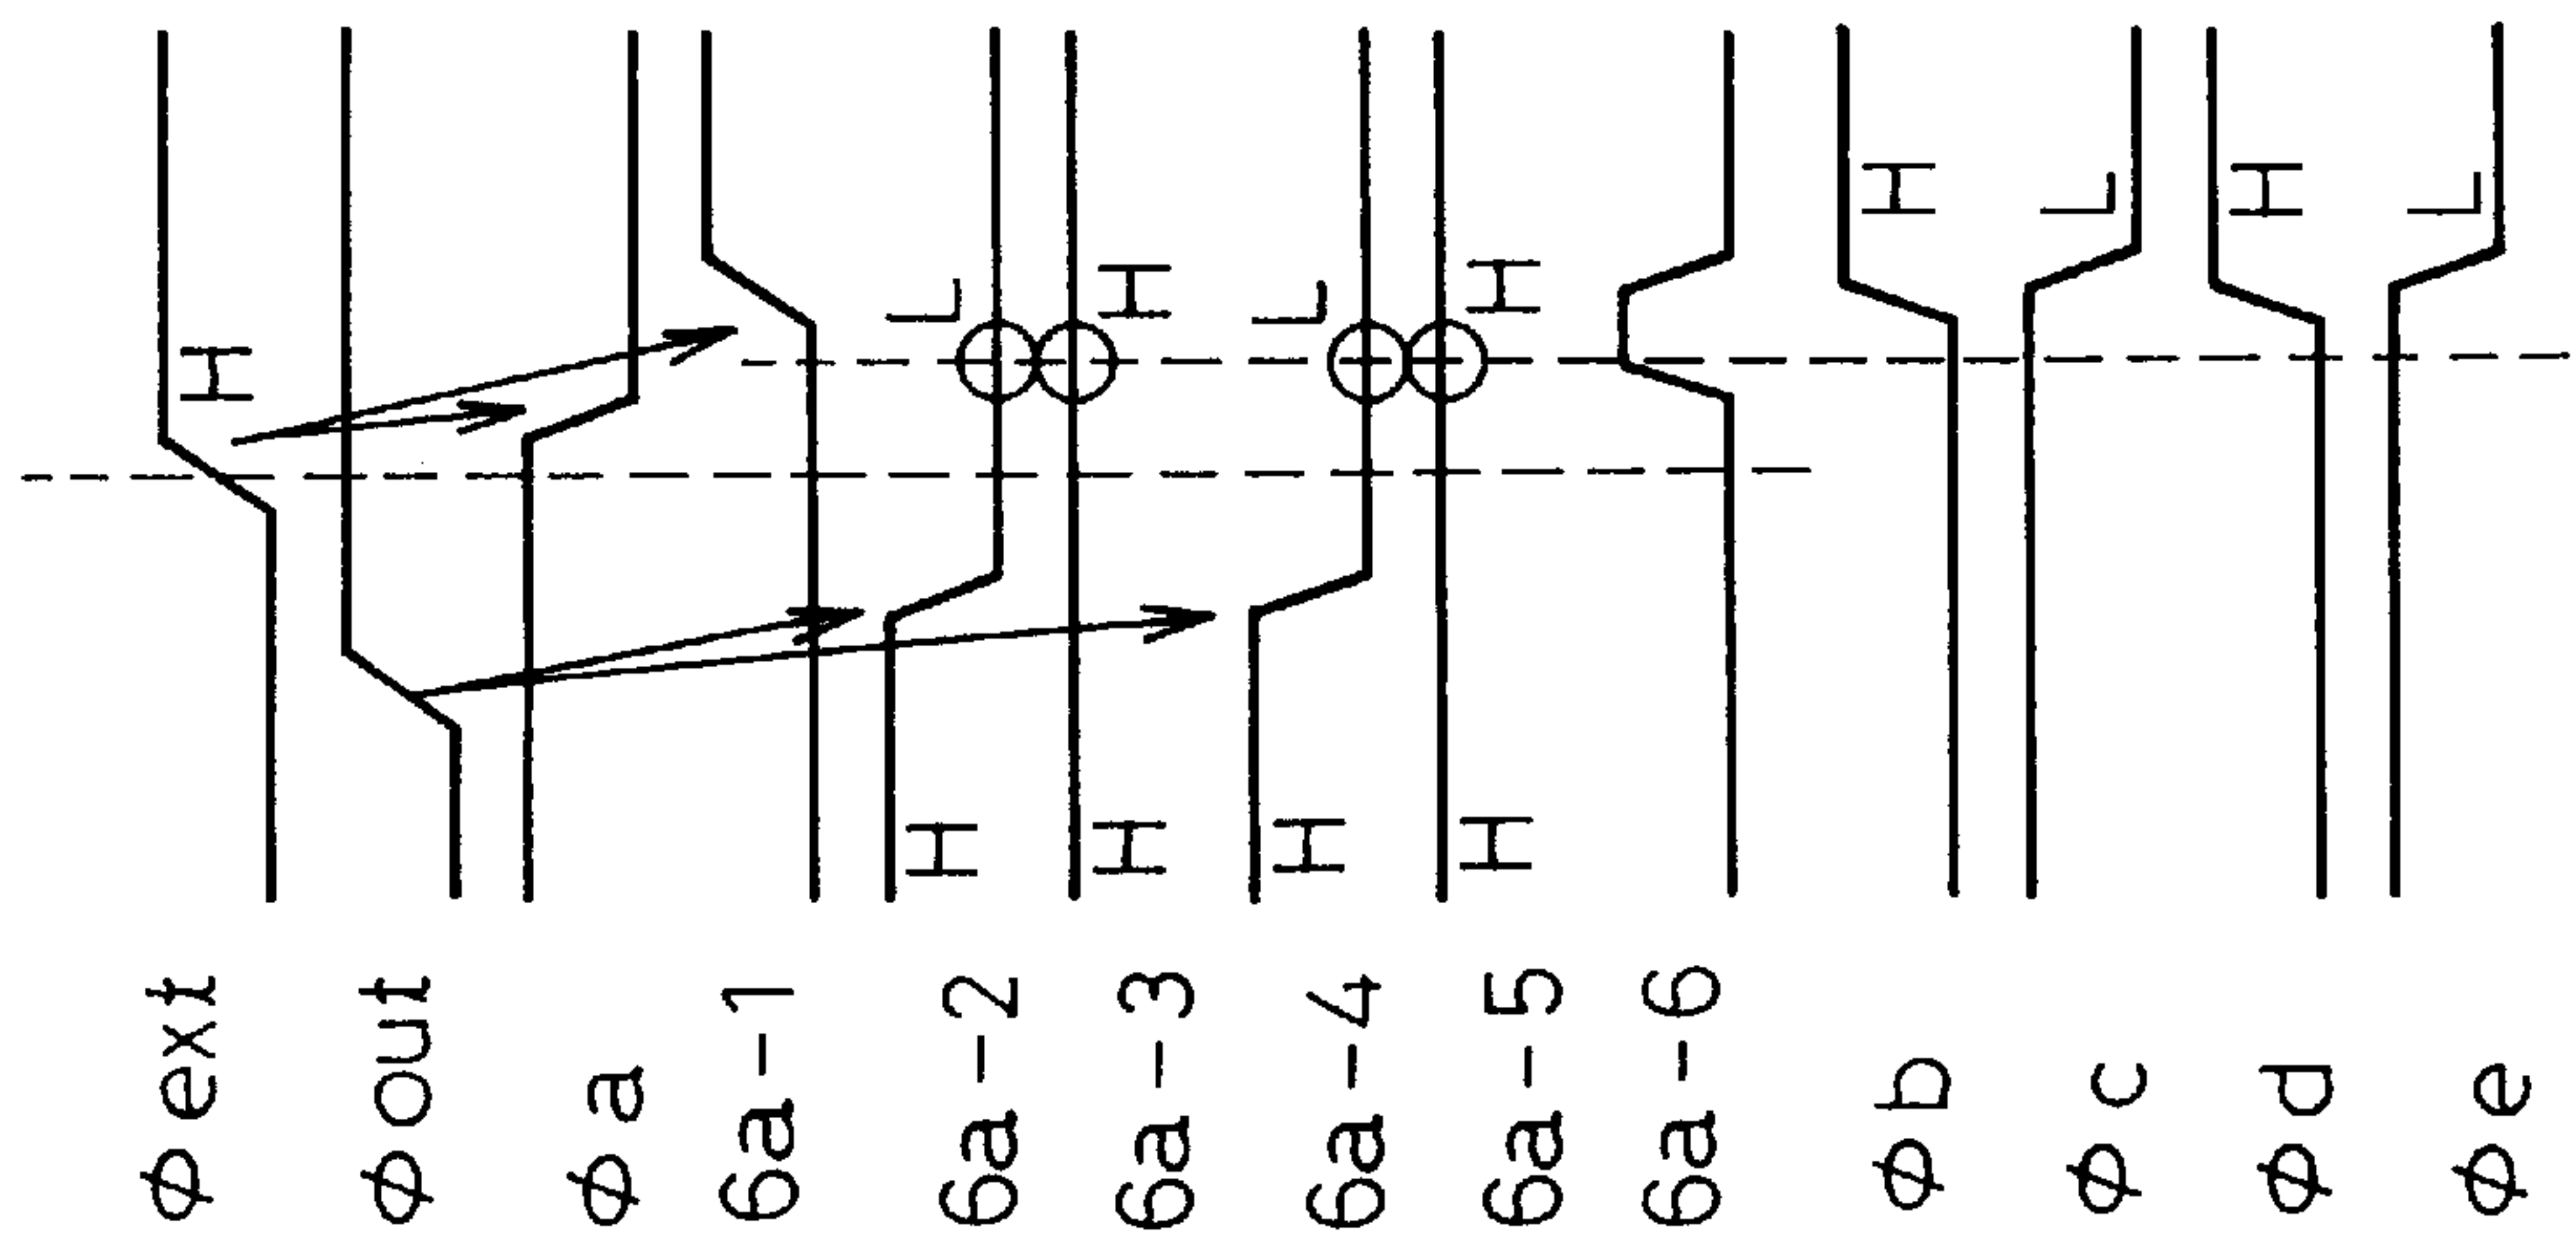 φext H
φout
φa
6a-1
6a-2 H L
6a-3 H H
6a-4 H L
6a-5 H H
6a-6
φb H
φc L
φd H
φe L